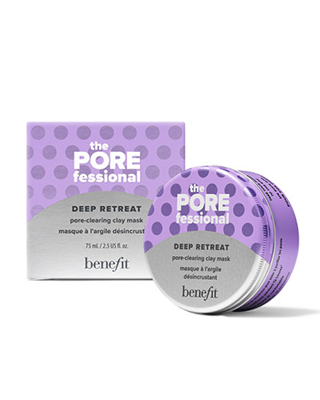 the
PORE
fessional
DEEP RETREAT
pore-clearing clay mask
masque à l'argile désincrustant
75 mL / 2.5 US fl. oz.
benefit
the
PORE
fessional
DEEP RETREAT
pore-clearing clay mask
masque à l'argile
désincrustant
benefit